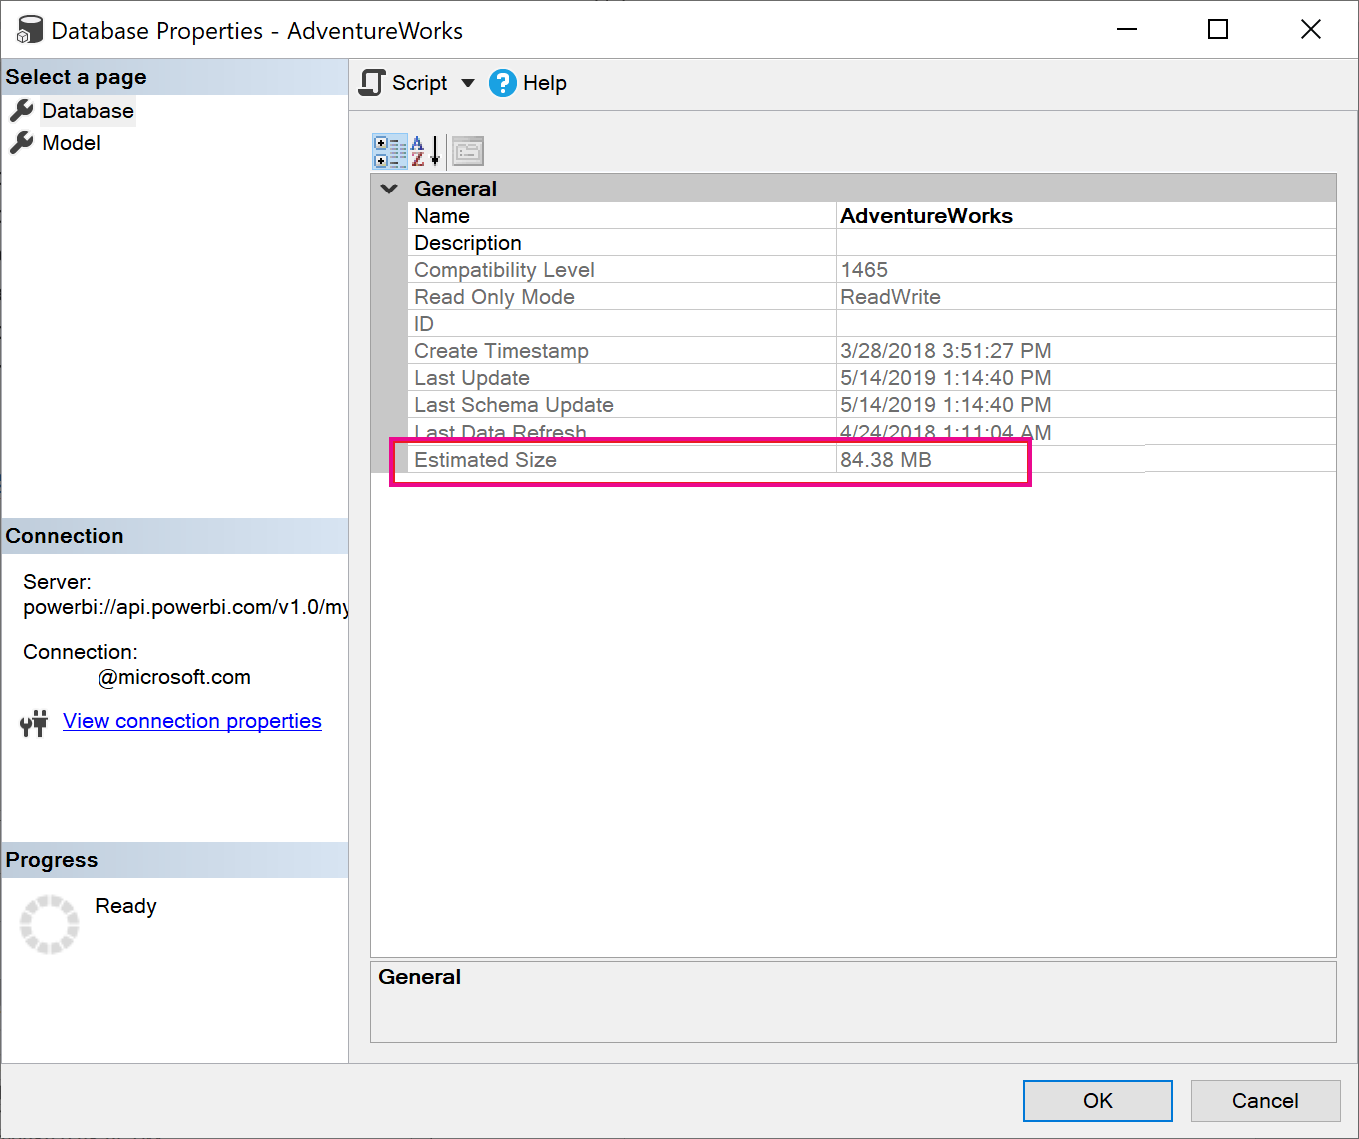 Database Properties - AdventureWorks
Select a page
Database
Model
Script
Help
General
Name AdventureWorks
Description
Compatibility Level 1465
Read Only Mode ReadWrite
ID
Create Timestamp 3/28/2018 3:51:27 PM
Last Update 5/14/2019 1:14:40 PM
Last Schema Update 5/14/2019 1:14:40 PM
Last Data Refresh 4/24/2018 1:11:04 AM
Estimated Size 84.38 MB
Connection
Server:
powerbi://api.powerbi.com/v1.0/my
Connection:
@microsoft.com
View connection properties
Progress
Ready
General
OK
Cancel